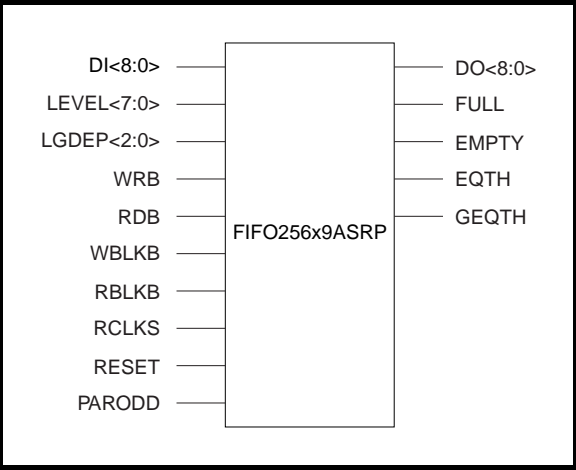 DI<8:0>
LEVEL<7:0>
LGDEP<2:0>
WRB
RDB
WBLKB
RBLKB
RCLKS
RESET
PARODD
FIFO256x9ASRP
DO<8:0>
FULL
EMPTY
EQTH
GEQTH